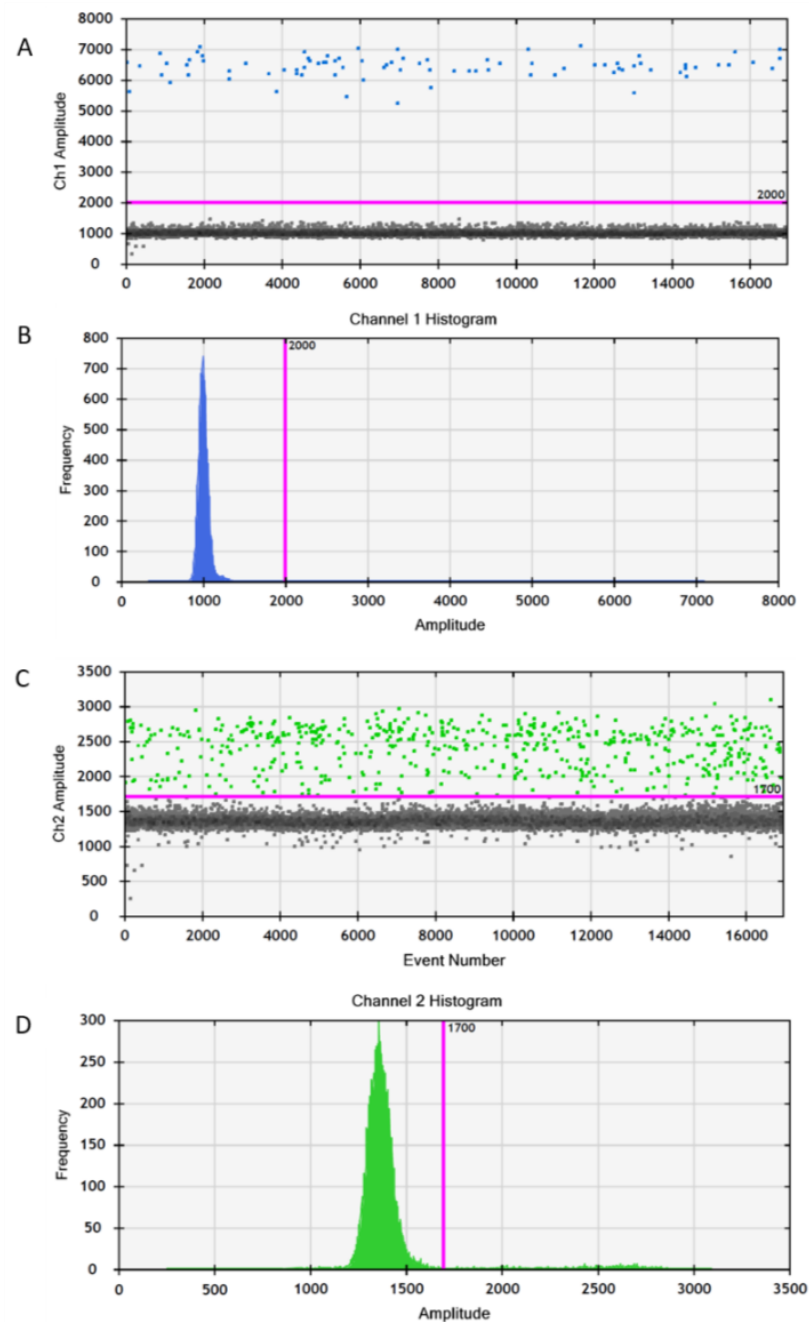 A
Ch1 Amplitude
8000
7000
6000
5000
4000
3000
2000
1000
0
2000
0 2000 4000 6000 8000 10000 12000 14000 16000
B
Channel 1 Histogram
Frequency
800
700
600
500
400
300
200
100
0
2000
0 1000 2000 3000 4000 5000 6000 7000 8000
Amplitude
C
Ch2 Amplitude
3500
3000
2500
2000
1500
1000
500
0
1700
0 2000 4000 6000 8000 10000 12000 14000 16000
Event Number
D
Channel 2 Histogram
Frequency
300
250
200
150
100
50
0
1700
0 500 1000 1500 2000 2500 3000 3500
Amplitude